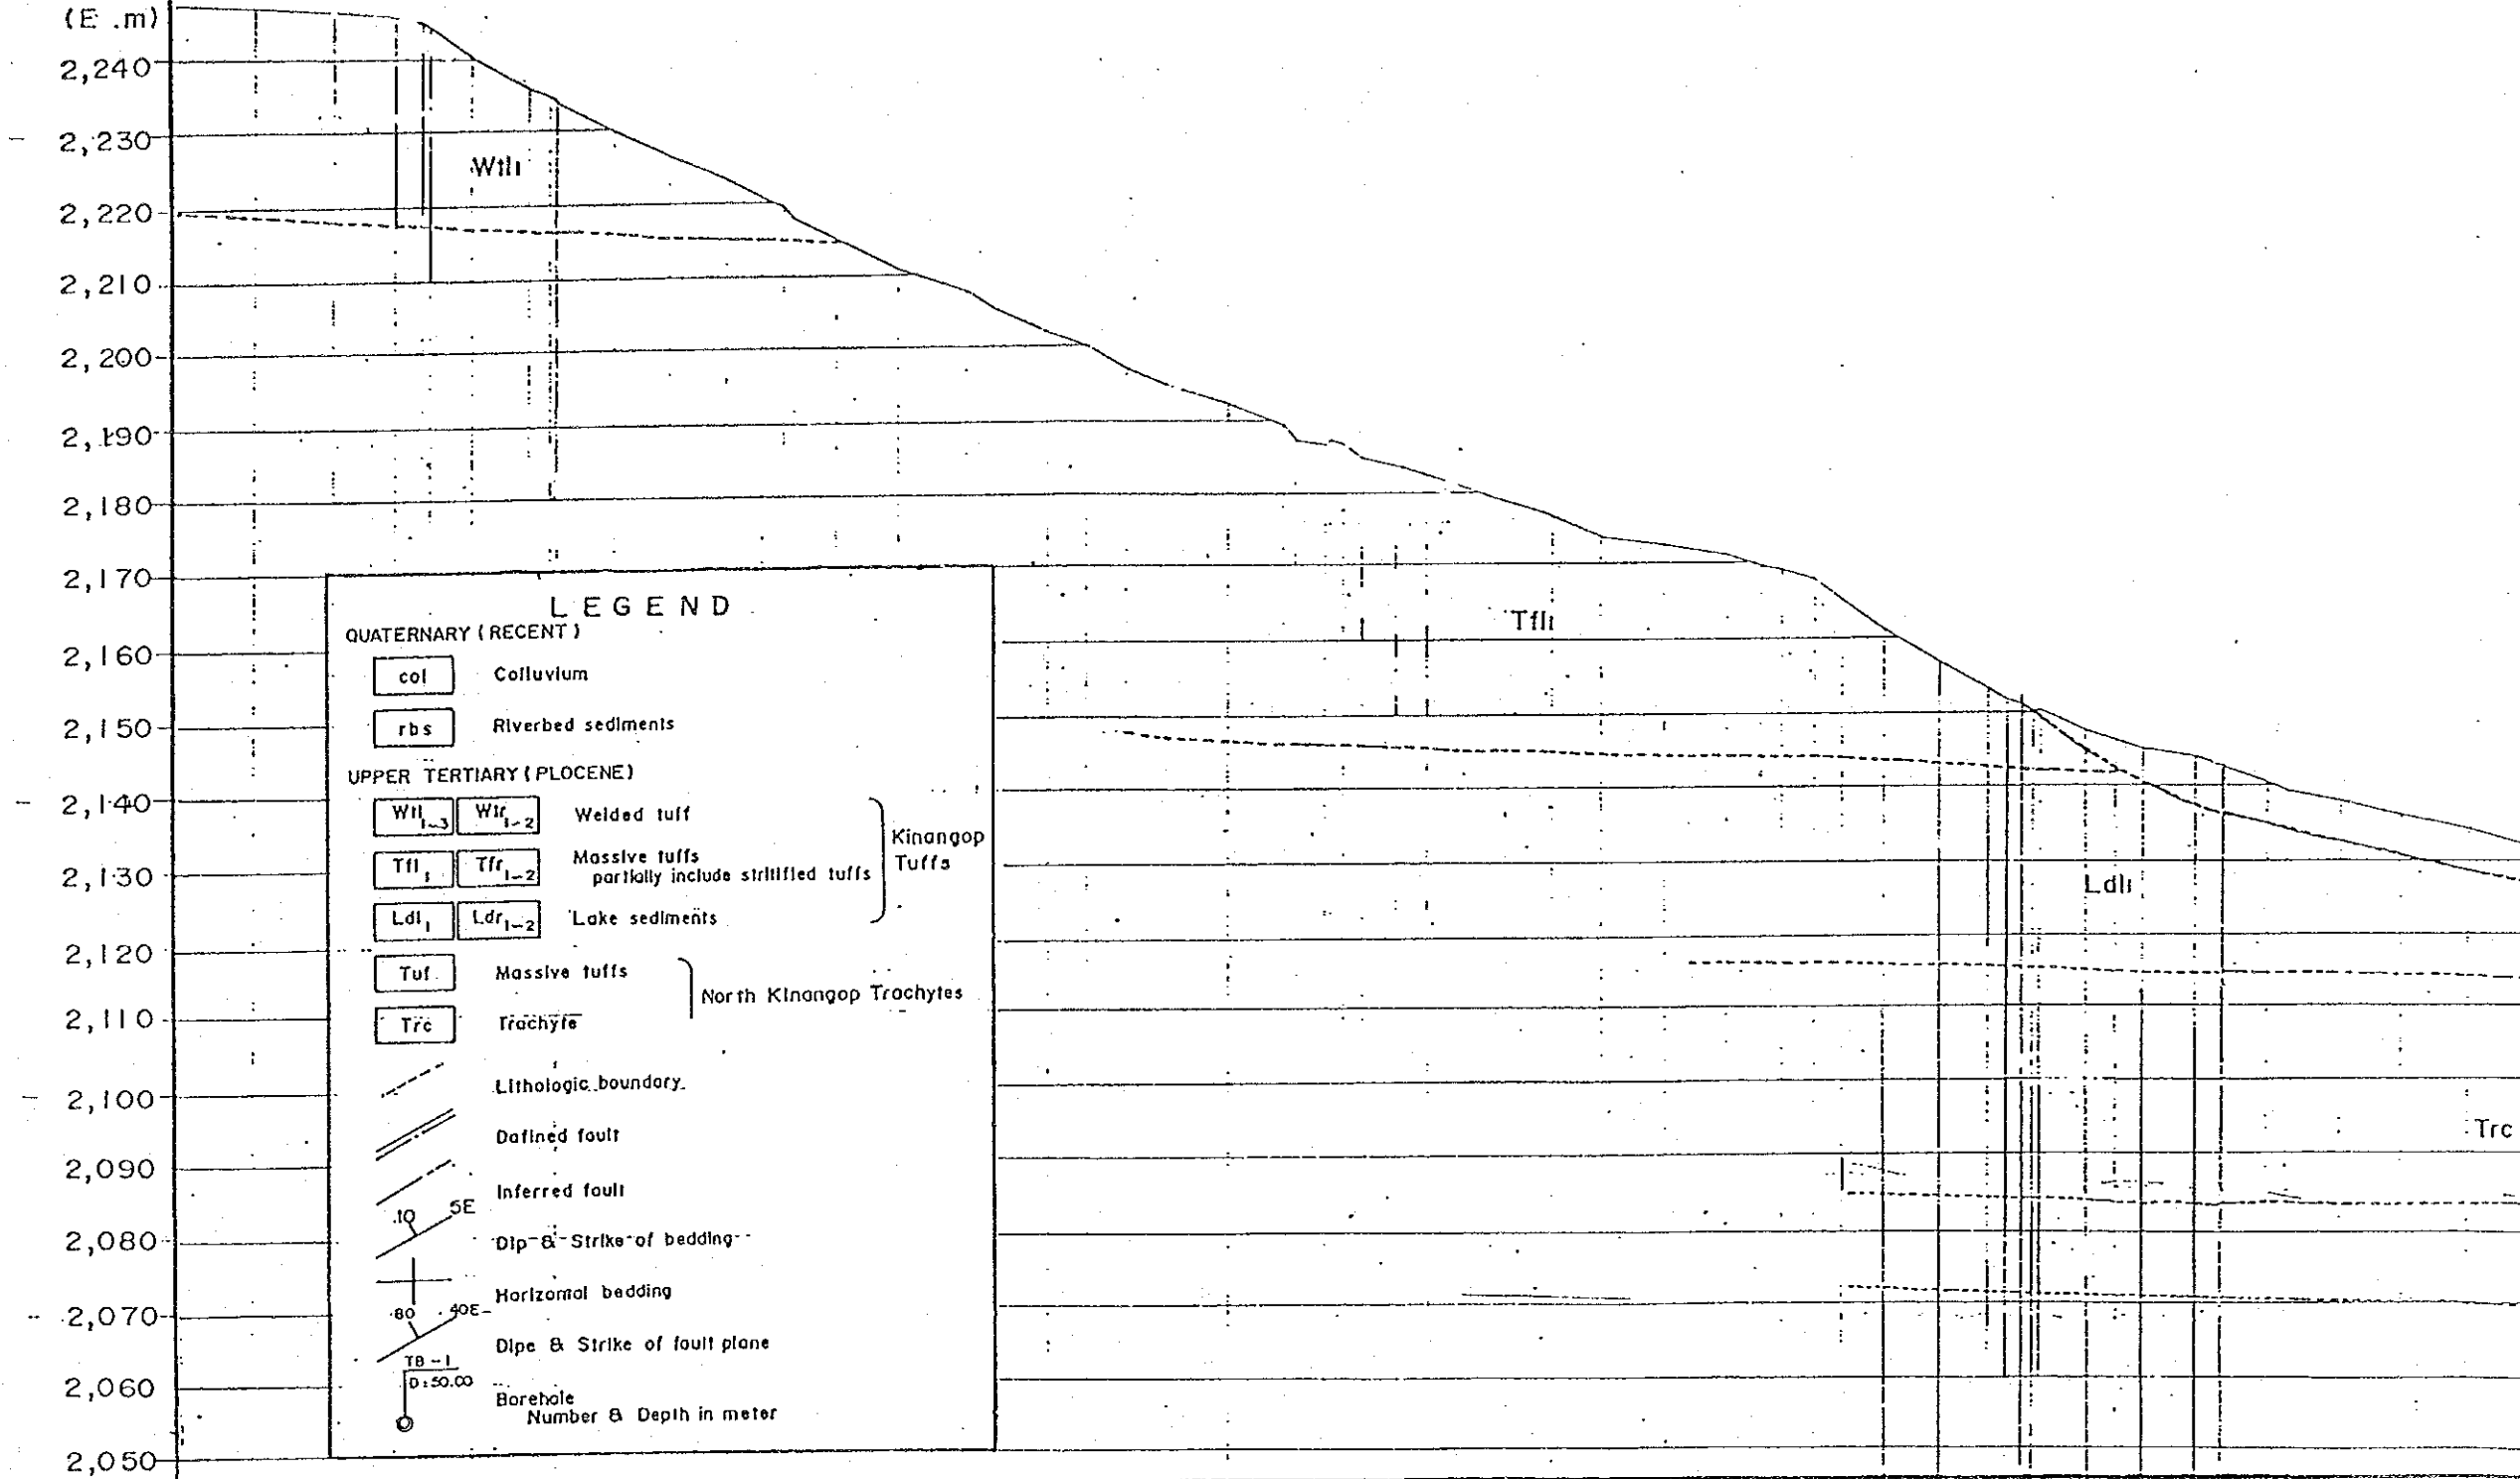 (E.m)
2,240
2,230
2,220
2,210
2,200
2,190
2,180
2,170
2,160
2,150
2,140
2,130
2,120
2,110
2,100
2,090
2,080
2,070
2,060
2,050
Wtl1
Tfl1
Ldl1
Trc
LEGEND
QUATERNARY (RECENT)
col Colluvium
rbs Riverbed sediments
UPPER TERTIARY (PLOCENE)
Wtl1~3 Wtr1-2 Welded tuff
Tfl1 Tfr1-2 Massive tuffs
partially include stritified tuffs
Ldl1 Ldr1-2 Lake sediments
Kinangop
Tuffs
Tuf Massive tuffs
Trc Trachyte
North Kinangop Trachytes
Lithologic boundary
Dafined fault
Inferred fault
10 5E
Dip & Strike of bedding
Horizontal bedding
80 40E
Dipe & Strike of fault plane
TB-1
D:50.00
Borehole
Number & Depth in meter